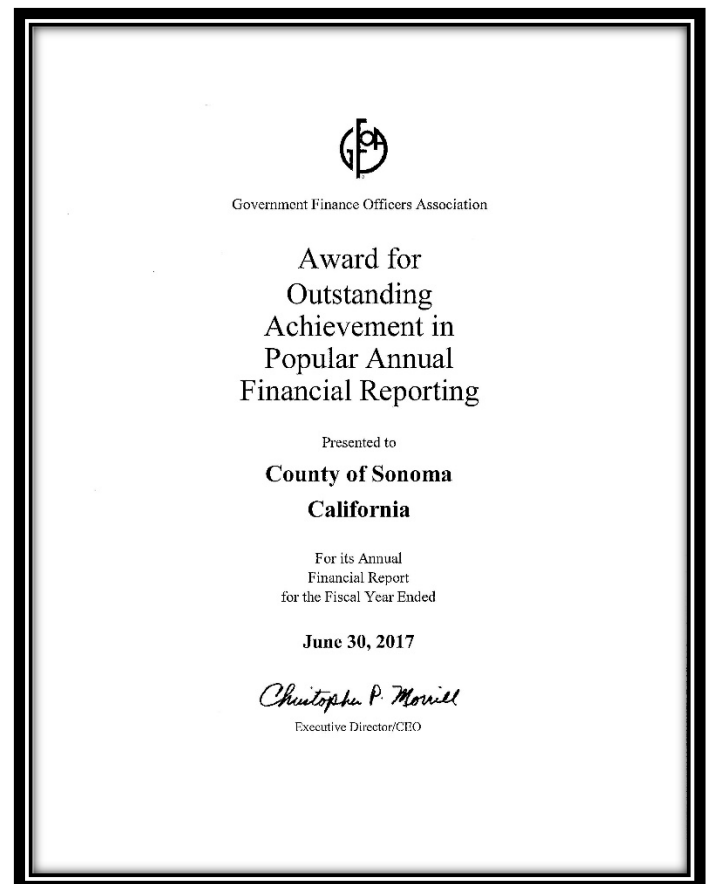 GFOA
Government Finance Officers Association
Award for
Outstanding
Achievement in
Popular Annual
Financial Reporting
Presented to
County of Sonoma
California
For its Annual
Financial Report
for the Fiscal Year Ended
June 30, 2017
Christopher P. Morrill
Executive Director/CEO